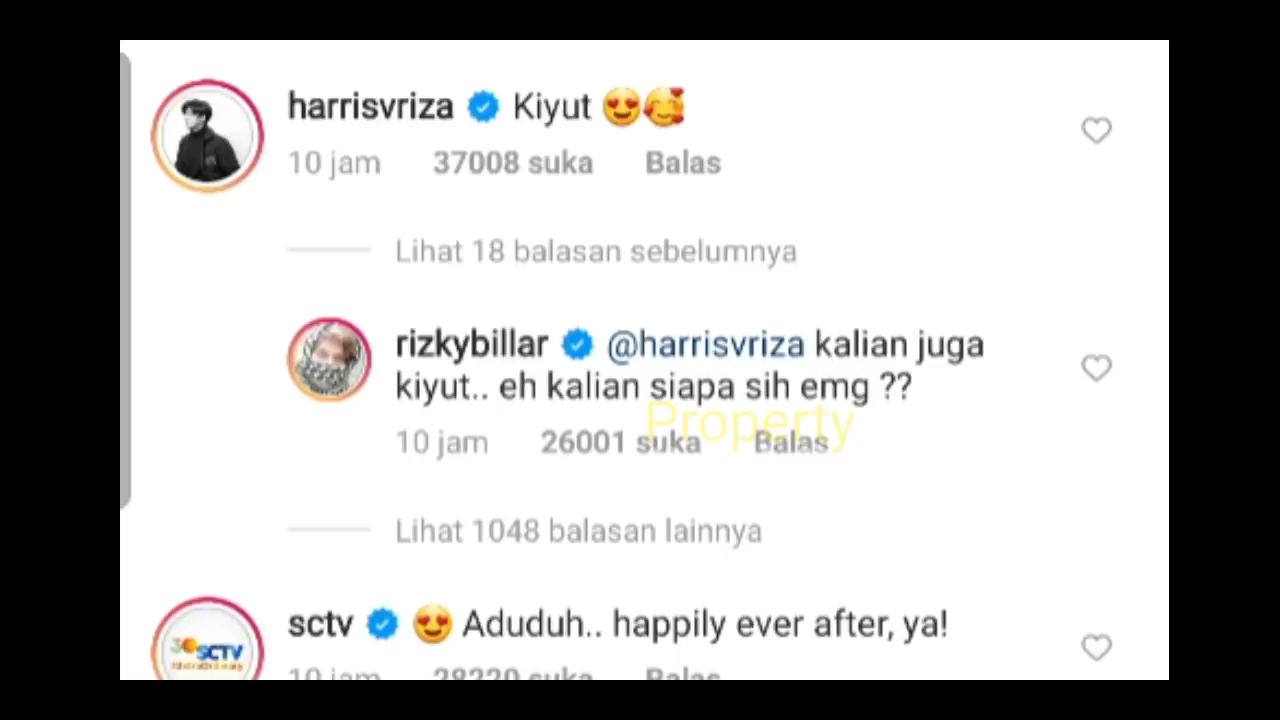 harrisvriza Kiyut 😍🥰
10 jam 37008 suka Balas
Lihat 18 balasan sebelumnya
rizkybillar @harrisvriza kalian juga
kiyut.. eh kalian siapa sih emg ??
Property
10 jam 26001 suka Balas
Lihat 1048 balasan lainnya
sctv 😍 Aduduh.. happily ever after, ya!
30 SCTV
10 jam 28220 suka Balas